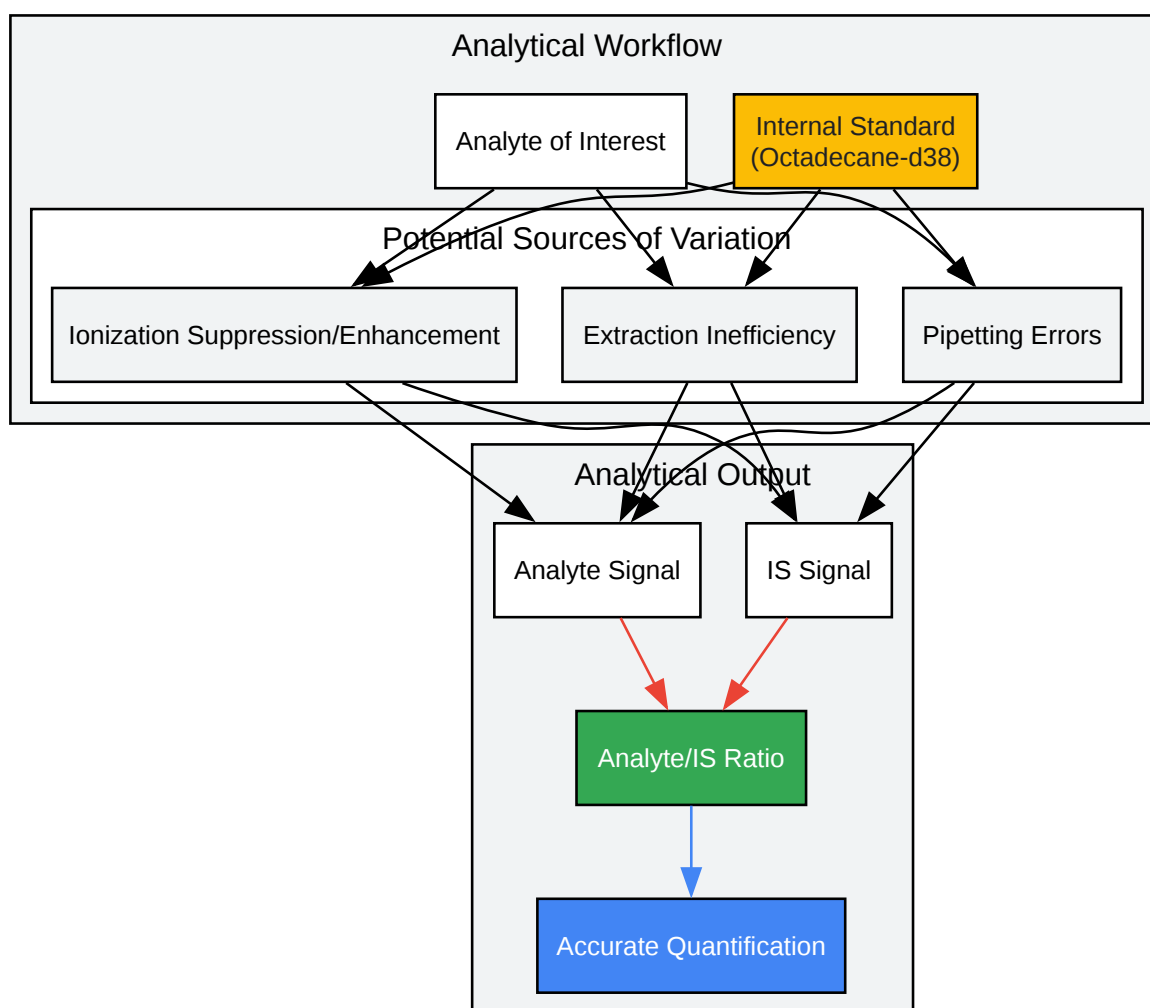 Analytical Workflow
Analyte of Interest
Internal Standard
(Octadecane-d38)
Potential Sources of Variation
Ionization Suppression/Enhancement
Extraction Inefficiency
Pipetting Errors
Analytical Output
Analyte Signal
IS Signal
Analyte/IS Ratio
Accurate Quantification